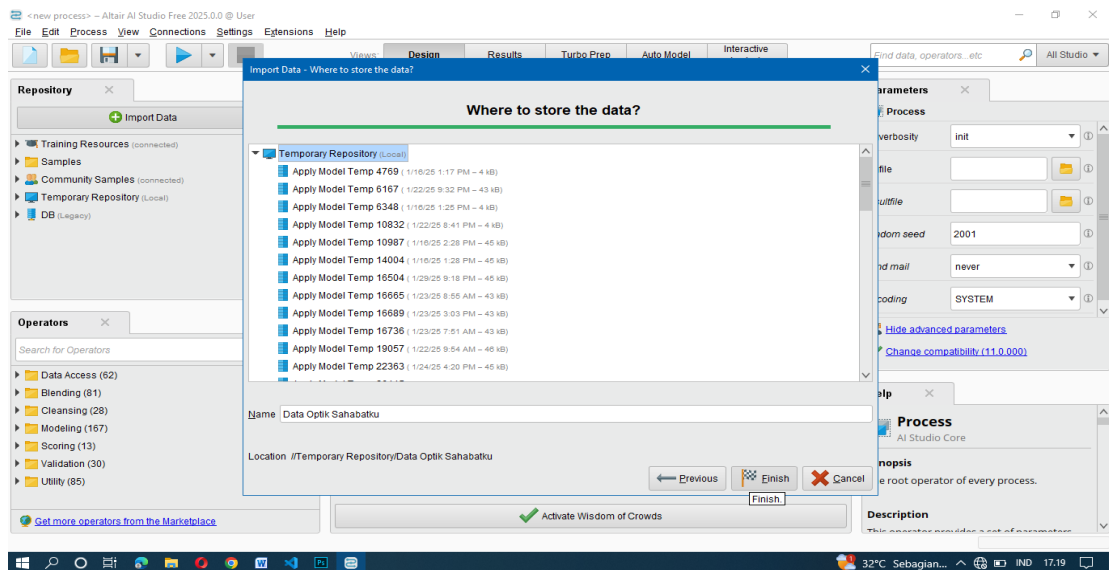 <new process> – Altair AI Studio Free 2025.0.0 @ User
File Edit Process View Connections Settings Extensions Help
Views: Design Results Turbo Prep Auto Model Interactive
Find data, operators...etc All Studio
Import Data - Where to store the data?
Where to store the data?
Repository
Import Data
Training Resources (connected)
Samples
Community Samples (connected)
Temporary Repository (Local)
DB (Legacy)
Temporary Repository (Local)
Apply Model Temp 4769 ( 1/16/25 1:17 PM – 4 kB)
Apply Model Temp 6167 ( 1/22/25 9:32 PM – 43 kB)
Apply Model Temp 6348 ( 1/16/25 1:25 PM – 4 kB)
Apply Model Temp 10832 ( 1/22/25 8:41 PM – 4 kB)
Apply Model Temp 10987 ( 1/16/25 2:28 PM – 45 kB)
Apply Model Temp 14004 ( 1/16/25 1:28 PM – 45 kB)
Apply Model Temp 16504 ( 1/29/25 9:18 PM – 45 kB)
Apply Model Temp 16665 ( 1/23/25 8:55 AM – 43 kB)
Apply Model Temp 16689 ( 1/23/25 3:03 PM – 43 kB)
Apply Model Temp 16736 ( 1/23/25 7:51 AM – 43 kB)
Apply Model Temp 19057 ( 1/22/25 9:54 AM – 46 kB)
Apply Model Temp 22363 ( 1/24/25 4:20 PM – 45 kB)
Name Data Optik Sahabatku
Location //Temporary Repository/Data Optik Sahabatku
Previous Finish Cancel
Finish.
Operators
Search for Operators
Data Access (62)
Blending (81)
Cleansing (28)
Modeling (167)
Scoring (13)
Validation (30)
Utility (85)
Get more operators from the Marketplace
Activate Wisdom of Crowds
arameters
Process
verbosity init
file
ultfile
ndom seed 2001
nd mail never
coding SYSTEM
Hide advanced parameters
Change compatibility (11.0.000)
elp
Process
AI Studio Core
nopsis
e root operator of every process.
Description
This operator provides a set of parameters
32°C Sebagian... IND 17.19